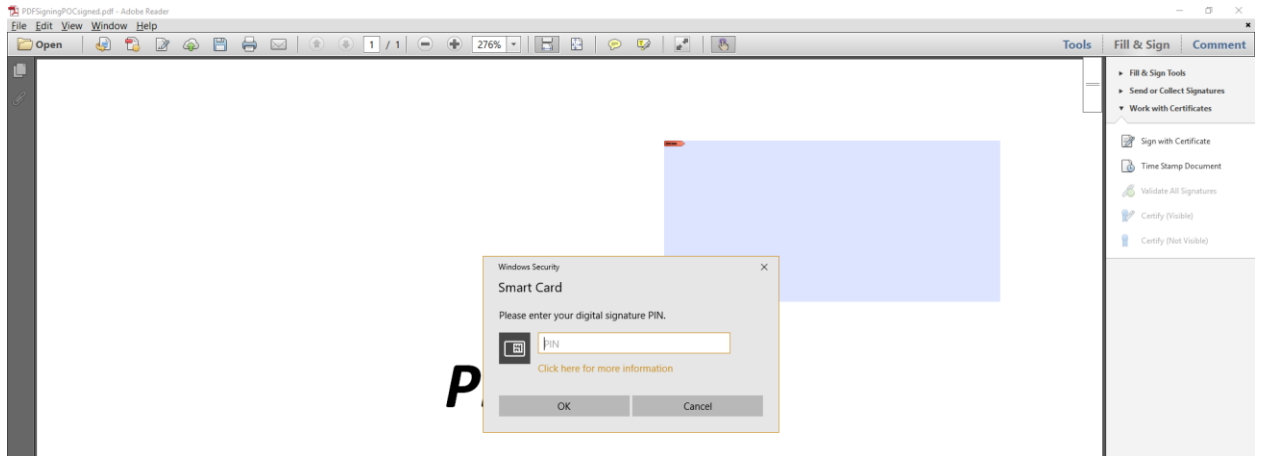 PDFSigningPOCsigned.pdf - Adobe Reader
File Edit View Window Help
Open 1 / 1 276% Tools Fill & Sign Comment
Fill & Sign Tools
Send or Collect Signatures
Work with Certificates
Sign with Certificate
Time Stamp Document
Validate All Signatures
Certify (Visible)
Certify (Not Visible)
Windows Security
Smart Card
Please enter your digital signature PIN.
PIN
Click here for more information
P
OK Cancel